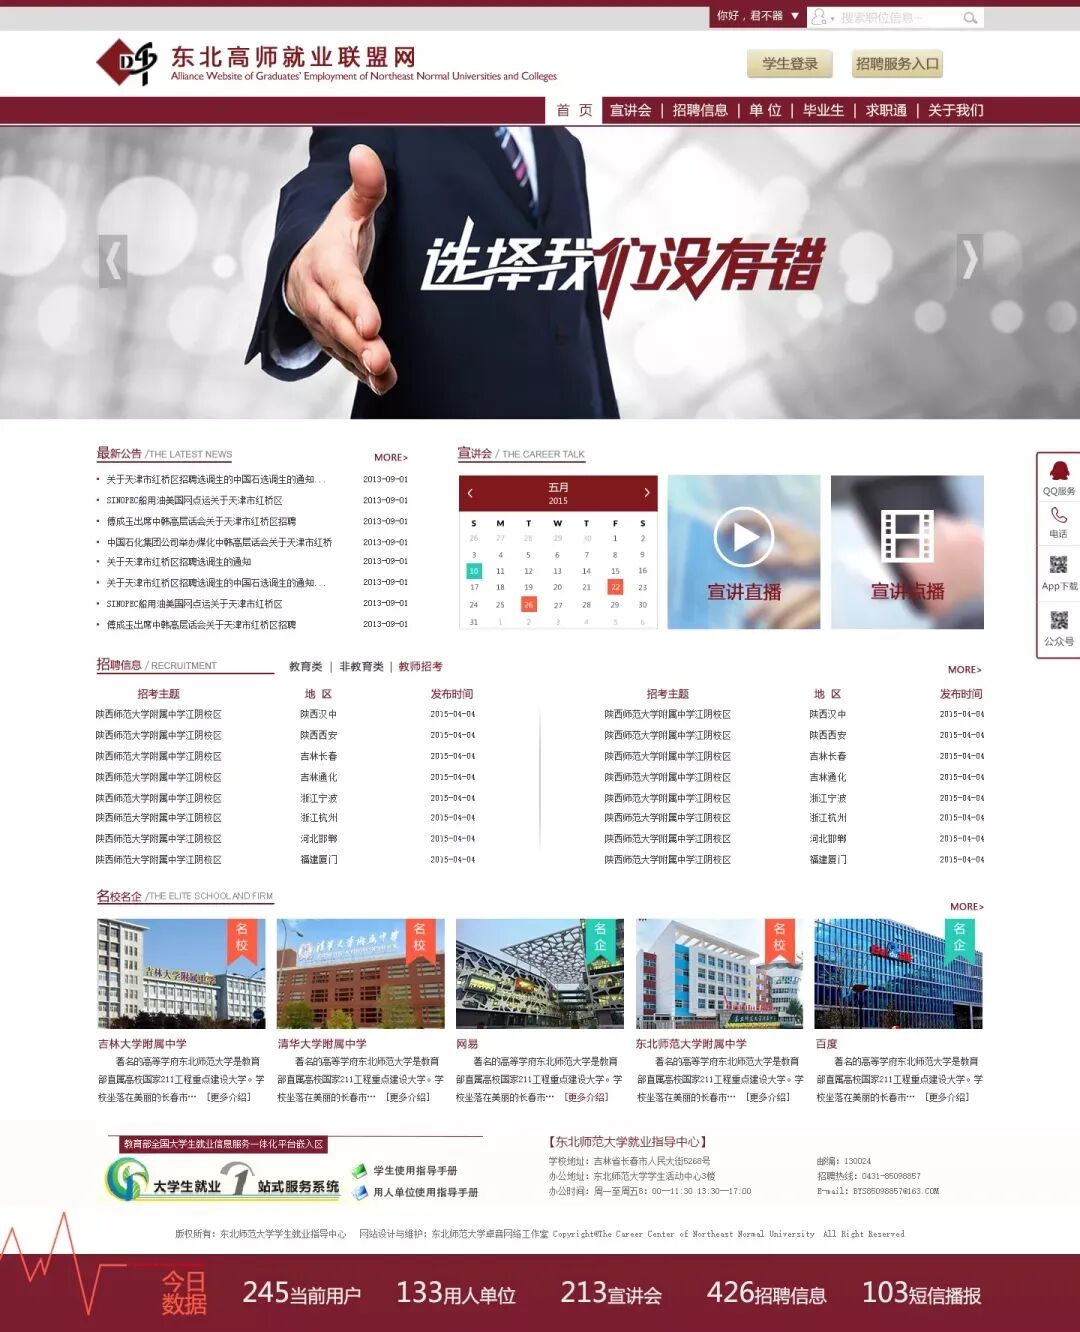 你好，君不器 ▼
搜索职位信息…
东北高师就业联盟网
Alliance Website of Graduates' Employment of Northeast Normal Universities and Colleges
学生登录
招聘服务入口
首 页 宣讲会 | 招聘信息 | 单 位 | 毕业生 | 求职通 | 关于我们
选择我们没有错
最新公告 /THE LATEST NEWS
MORE>
关于天津市红桥区招聘选调生的中国石选调生的通知... 2013-09-01
SINOPEC船用油美国网点运关于天津市红桥区 2013-09-01
傅成玉出席中韩高层话会关于天津市红桥区招聘 2013-09-01
中国石化集团公司举办煤化中韩高层话会关于天津市红桥 2013-09-01
关于天津市红桥区招聘选调生的通知 2013-09-01
关于天津市红桥区招聘选调生的中国石选调生的通知... 2013-09-01
SINOPEC船用油美国网点运关于天津市红桥区 2013-09-01
傅成玉出席中韩高层话会关于天津市红桥区招聘 2013-09-01
宣讲会 / THE CAREER TALK
五月
2015
S M T W T F S
26 27 28 29 30 1 2
3 4 5 6 7 8 9
10 11 12 13 14 15 16
17 18 19 20 21 22 23
24 25 26 27 28 29 30
31 1 2 3 4 5 6
宣讲直播
宣讲点播
QQ服务
电话
App下载
公众号
招聘信息 / RECRUITMENT
教育类 | 非教育类 | 教师招考
MORE>
招考主题 地 区 发布时间
陕西师范大学附属中学江阴校区 陕西汉中 2015-04-04
陕西师范大学附属中学江阴校区 陕西西安 2015-04-04
陕西师范大学附属中学江阴校区 吉林长春 2015-04-04
陕西师范大学附属中学江阴校区 吉林通化 2015-04-04
陕西师范大学附属中学江阴校区 浙江宁波 2015-04-04
陕西师范大学附属中学江阴校区 浙江杭州 2015-04-04
陕西师范大学附属中学江阴校区 河北邯郸 2015-04-04
陕西师范大学附属中学江阴校区 福建厦门 2015-04-04
招考主题 地 区 发布时间
陕西师范大学附属中学江阴校区 陕西汉中 2015-04-04
陕西师范大学附属中学江阴校区 陕西西安 2015-04-04
陕西师范大学附属中学江阴校区 吉林长春 2015-04-04
陕西师范大学附属中学江阴校区 吉林通化 2015-04-04
陕西师范大学附属中学江阴校区 浙江宁波 2015-04-04
陕西师范大学附属中学江阴校区 浙江杭州 2015-04-04
陕西师范大学附属中学江阴校区 河北邯郸 2015-04-04
陕西师范大学附属中学江阴校区 福建厦门 2015-04-04
名校名企 /THE ELITE SCHOOL AND FIRM
MORE>
名校
吉林大学附属中学
名校
清华大学附属中学
名企
名校
名企
吉林大学附属中学
著名的高等学府东北师范大学是教育
部直属高校国家211工程重点建设大学。学
校坐落在美丽的长春市… [更多介绍]
清华大学附属中学
著名的高等学府东北师范大学是教育
部直属高校国家211工程重点建设大学。学
校坐落在美丽的长春市… [更多介绍]
网易
著名的高等学府东北师范大学是教育
部直属高校国家211工程重点建设大学。学
校坐落在美丽的长春市… [更多介绍]
东北师范大学附属中学
著名的高等学府东北师范大学是教育
部直属高校国家211工程重点建设大学。学
校坐落在美丽的长春市… [更多介绍]
百度
著名的高等学府东北师范大学是教育
部直属高校国家211工程重点建设大学。学
校坐落在美丽的长春市… [更多介绍]
教育部全国大学生就业信息服务一体化平台嵌入区
大学生就业1站式服务系统
学生使用指导手册
用人单位使用指导手册
【东北师范大学就业指导中心】
学校地址：吉林省长春市人民大街5268号
办公地址：东北师范大学学生活动中心3楼
办公时间：周一至周五8：00--11:30 13:30--17:00
邮编：130024
招聘热线：0431-85098857
E-mail：BYS85098857@163.COM
版权所有：东北师范大学学生就业指导中心 网站设计与维护：东北师范大学卓音网络工作室 Copyright@The Career Center of Northeast Normal University All Right Reserved
今日
数据
245当前用户
133用人单位
213宣讲会
426招聘信息
103短信播报